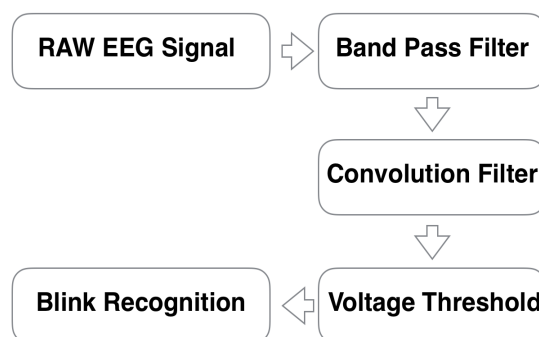 RAW EEG Signal
Band Pass Filter
Convolution Filter
Voltage Threshold
Blink Recognition